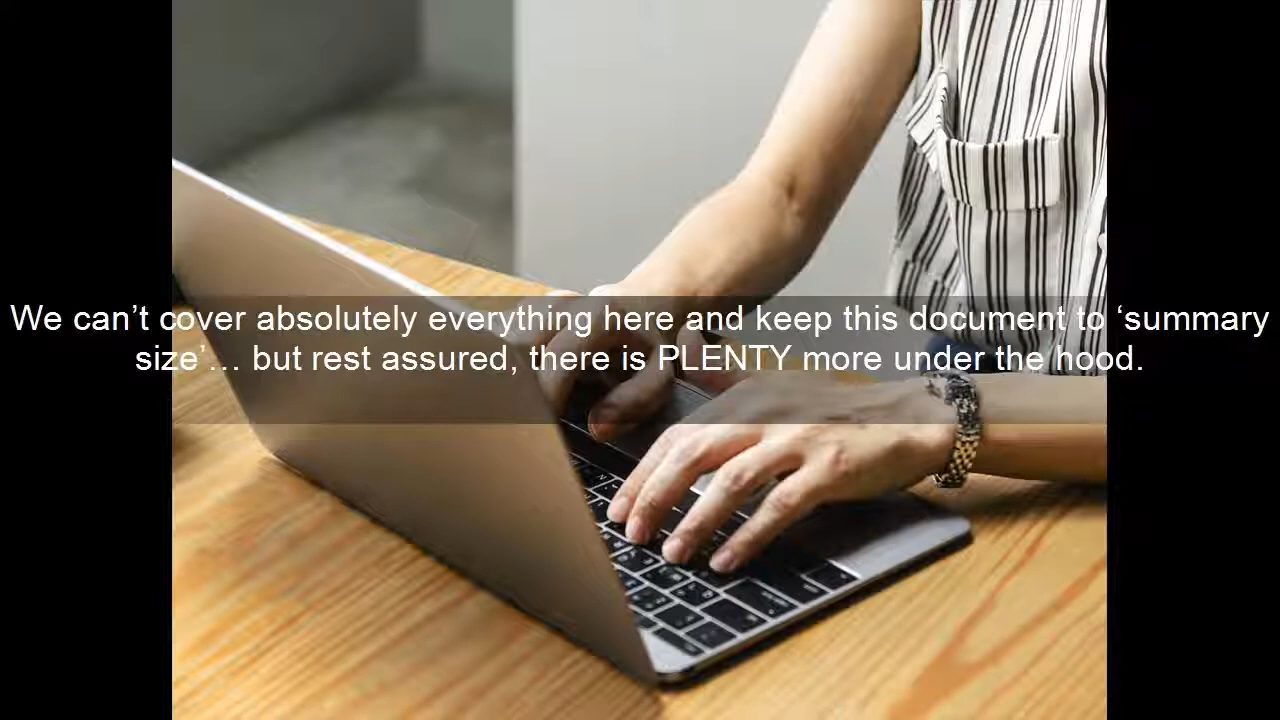 We can’t cover absolutely everything here and keep this document to ‘summary
size’… but rest assured, there is PLENTY more under the hood.